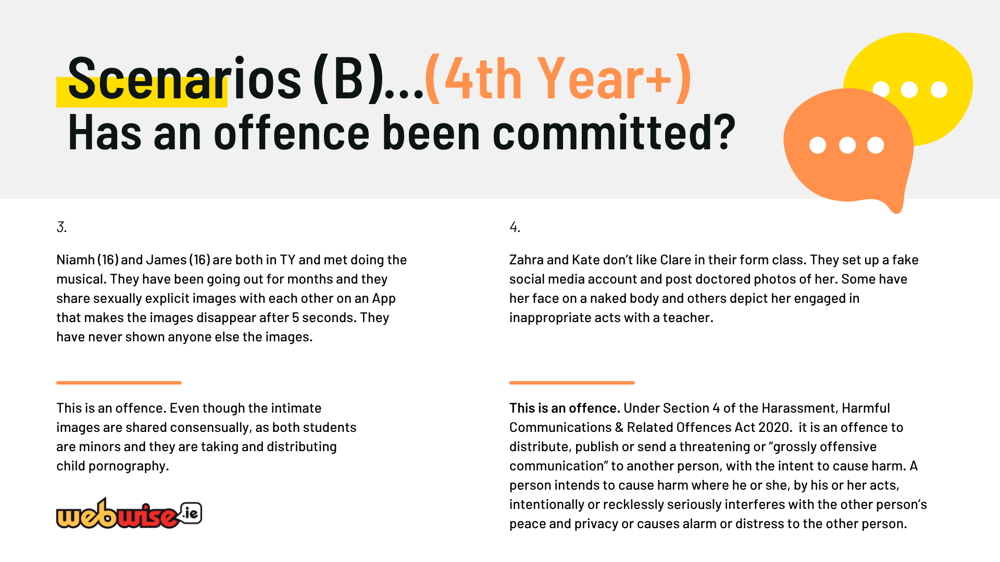 Scenarios (B)...(4th Year+)
Has an offence been committed?
3.
Niamh (16) and James (16) are both in TY and met doing the
musical. They have been going out for months and they
share sexually explicit images with each other on an App
that makes the images disappear after 5 seconds. They
have never shown anyone else the images.
This is an offence. Even though the intimate
images are shared consensually, as both students
are minors and they are taking and distributing
child pornography.
webwise.ie
4.
Zahra and Kate don’t like Clare in their form class. They set up a fake
social media account and post doctored photos of her. Some have
her face on a naked body and others depict her engaged in
inappropriate acts with a teacher.
This is an offence. Under Section 4 of the Harassment, Harmful
Communications & Related Offences Act 2020.  it is an offence to
distribute, publish or send a threatening or “grossly offensive
communication” to another person, with the intent to cause harm. A
person intends to cause harm where he or she, by his or her acts,
intentionally or recklessly seriously interferes with the other person’s
peace and privacy or causes alarm or distress to the other person.